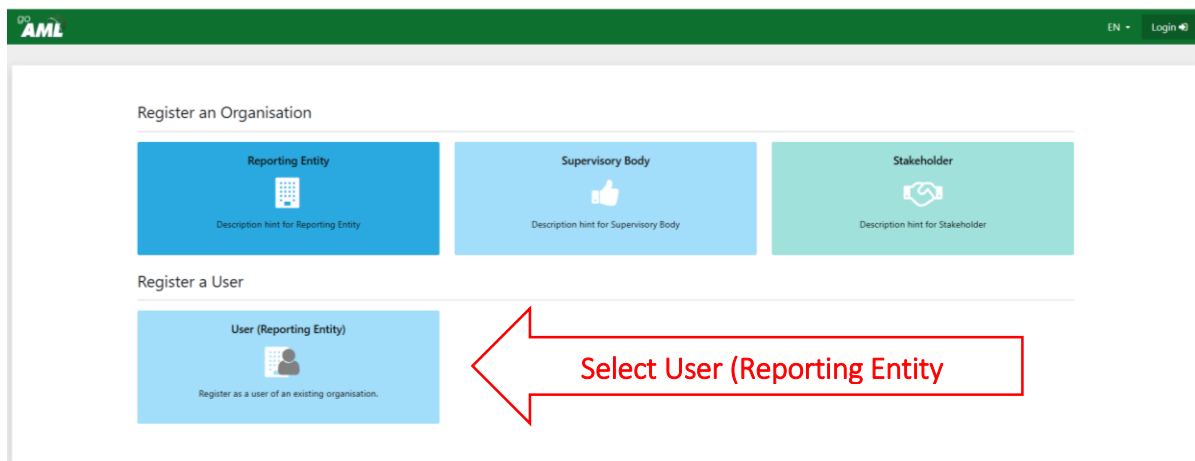 go
AML
EN
Login
Register an Organisation
Reporting Entity
Supervisory Body
Stakeholder
Description hint for Reporting Entity
Description hint for Supervisory Body
Description hint for Stakeholder
Register a User
User (Reporting Entity)
Register as a user of an existing organisation.
Select User (Reporting Entity